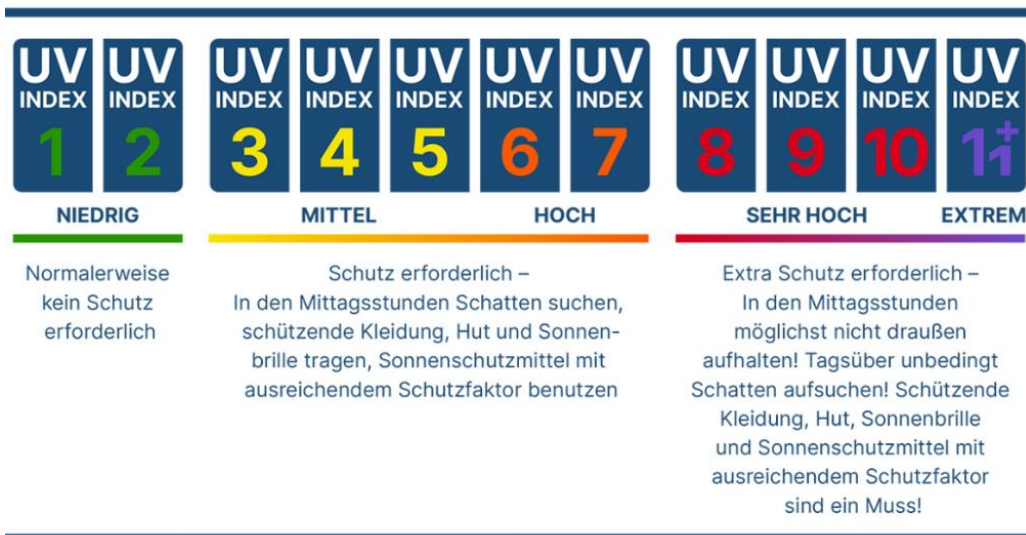 UV UV UV UV UV UV UV UV UV UV UV
INDEX INDEX INDEX INDEX INDEX INDEX INDEX INDEX INDEX INDEX INDEX
1 2 3 4 5 6 7 8 9 10 11+
NIEDRIG MITTEL HOCH SEHR HOCH EXTREM
Normalerweise
kein Schutz
erforderlich
Schutz erforderlich –
In den Mittagsstunden Schatten suchen,
schützende Kleidung, Hut und Sonnen-
brille tragen, Sonnenschutzmittel mit
ausreichendem Schutzfaktor benutzen
Extra Schutz erforderlich –
In den Mittagsstunden
möglichst nicht draußen
aufhalten! Tagsüber unbedingt
Schatten aufsuchen! Schützende
Kleidung, Hut, Sonnenbrille
und Sonnenschutzmittel mit
ausreichendem Schutzfaktor
sind ein Muss!